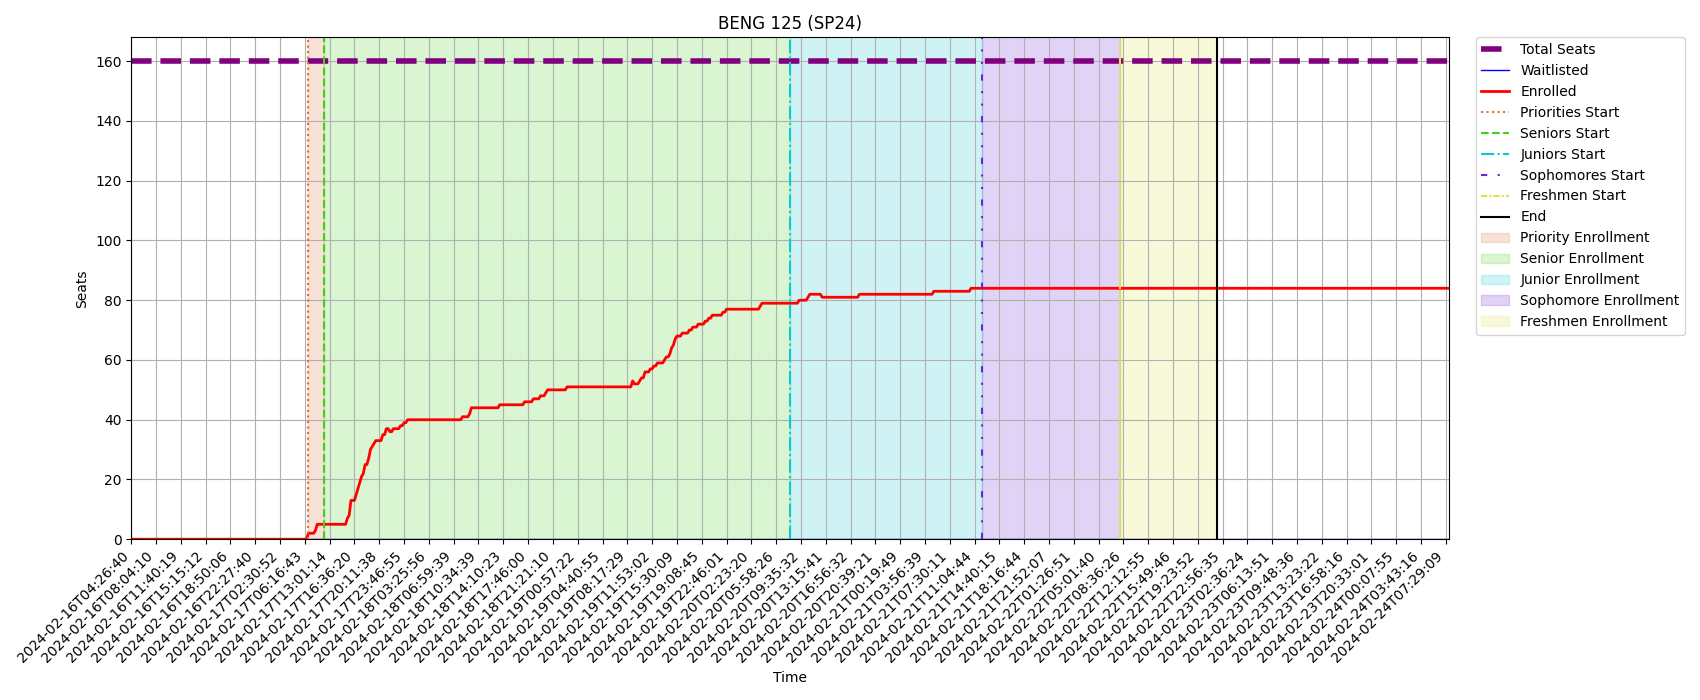 BENG 125 (SP24)
Seats
160
140
120
100
80
60
40
20
0
2024-02-16T04:26:40
2024-02-16T08:04:10
2024-02-16T11:40:19
2024-02-16T15:15:12
2024-02-16T18:50:06
2024-02-16T22:27:40
2024-02-17T02:30:52
2024-02-17T06:16:43
2024-02-17T13:01:14
2024-02-17T16:36:20
2024-02-17T20:11:38
2024-02-17T23:46:55
2024-02-18T03:25:56
2024-02-18T06:59:39
2024-02-18T10:34:39
2024-02-18T14:10:23
2024-02-18T17:46:00
2024-02-18T21:21:10
2024-02-19T00:57:22
2024-02-19T04:40:55
2024-02-19T08:17:29
2024-02-19T11:53:02
2024-02-19T15:30:09
2024-02-19T19:08:45
2024-02-19T22:46:01
2024-02-20T02:23:20
2024-02-20T05:58:26
2024-02-20T09:35:32
2024-02-20T13:15:41
2024-02-20T16:56:32
2024-02-20T20:39:21
2024-02-21T00:19:49
2024-02-21T03:56:39
2024-02-21T07:30:11
2024-02-21T11:04:44
2024-02-21T14:40:15
2024-02-21T18:16:44
2024-02-21T21:52:07
2024-02-22T01:26:51
2024-02-22T05:01:40
2024-02-22T08:36:26
2024-02-22T12:12:55
2024-02-22T15:49:46
2024-02-22T19:23:52
2024-02-22T22:56:35
2024-02-23T02:36:24
2024-02-23T06:13:51
2024-02-23T09:48:36
2024-02-23T13:23:22
2024-02-23T16:58:16
2024-02-23T20:33:01
2024-02-24T00:07:55
2024-02-24T03:43:16
2024-02-24T07:29:09
Time
Total Seats
Waitlisted
Enrolled
Priorities Start
Seniors Start
Juniors Start
Sophomores Start
Freshmen Start
End
Priority Enrollment
Senior Enrollment
Junior Enrollment
Sophomore Enrollment
Freshmen Enrollment